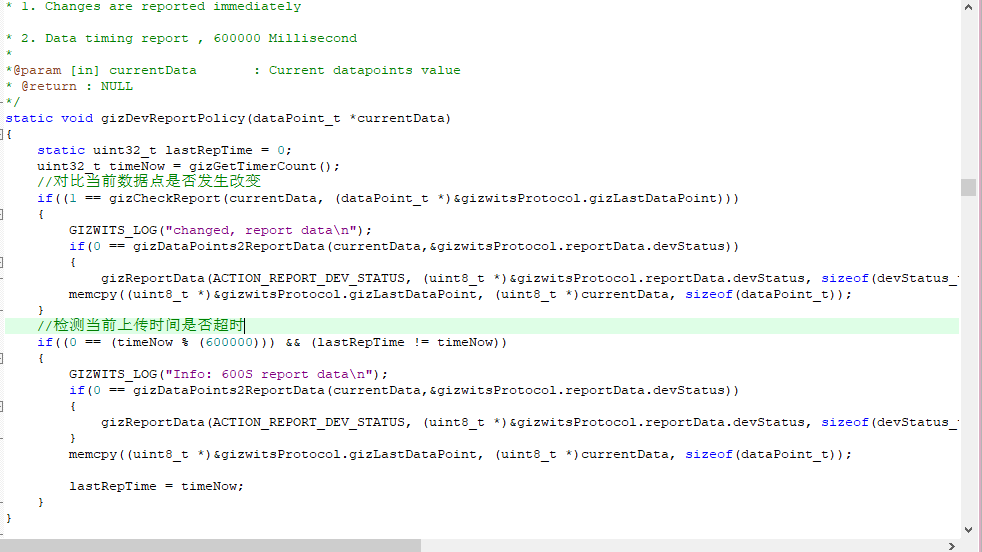 * 1. Changes are reported immediately
* 2. Data timing report , 600000 Millisecond
*
*@param [in] currentData       : Current datapoints value
* @return : NULL
*/
static void gizDevReportPolicy(dataPoint_t *currentData)
{
    static uint32_t lastRepTime = 0;
    uint32_t timeNow = gizGetTimerCount();
    //对比当前数据点是否发生改变
    if((1 == gizCheckReport(currentData, (dataPoint_t *)&gizwitsProtocol.gizLastDataPoint)))
    {
        GIZWITS_LOG("changed, report data\n");
        if(0 == gizDataPoints2ReportData(currentData,&gizwitsProtocol.reportData.devStatus))
        {
            gizReportData(ACTION_REPORT_DEV_STATUS, (uint8_t *)&gizwitsProtocol.reportData.devStatus, sizeof(devStatus_
        memcpy((uint8_t *)&gizwitsProtocol.gizLastDataPoint, (uint8_t *)currentData, sizeof(dataPoint_t));
    }
    //检测当前上传时间是否超时
    if((0 == (timeNow % (600000))) && (lastRepTime != timeNow))
    {
        GIZWITS_LOG("Info: 600S report data\n");
        if(0 == gizDataPoints2ReportData(currentData,&gizwitsProtocol.reportData.devStatus))
        {
            gizReportData(ACTION_REPORT_DEV_STATUS, (uint8_t *)&gizwitsProtocol.reportData.devStatus, sizeof(devStatus_
        }
        memcpy((uint8_t *)&gizwitsProtocol.gizLastDataPoint, (uint8_t *)currentData, sizeof(dataPoint_t));
        lastRepTime = timeNow;
    }
}